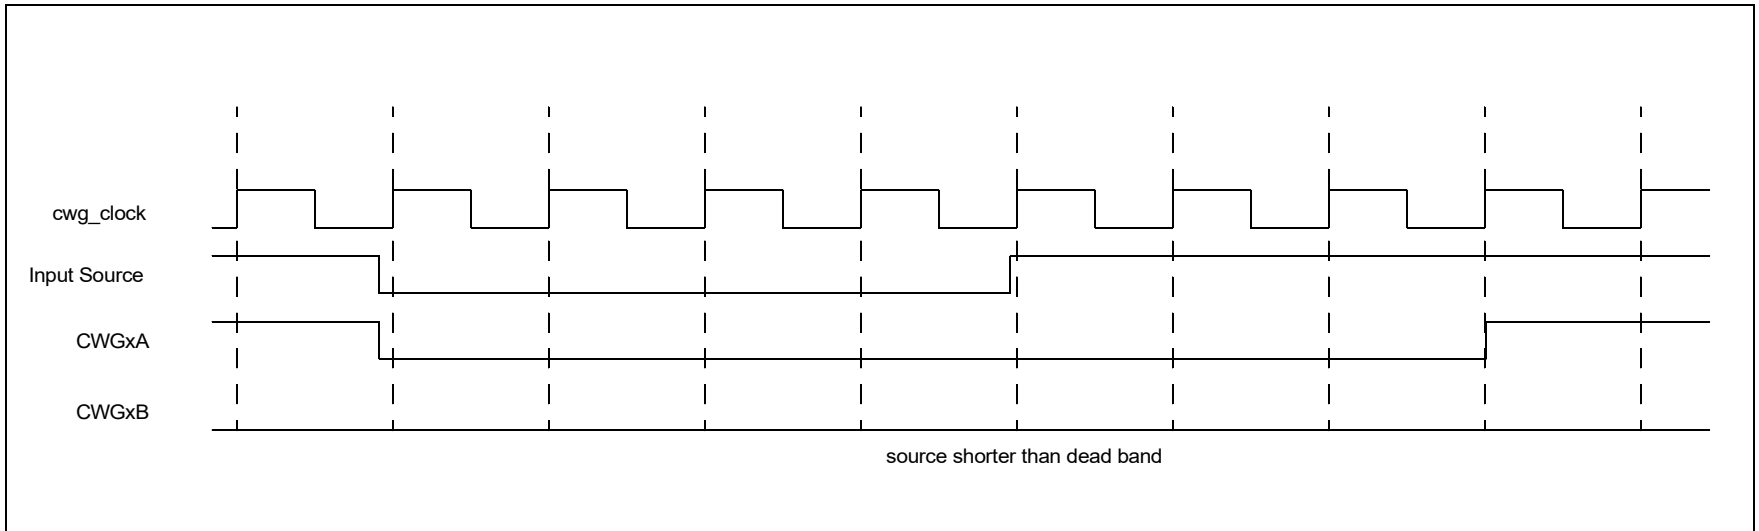 cwg_clock
Input Source
CWGxA
CWGxB
source shorter than dead band